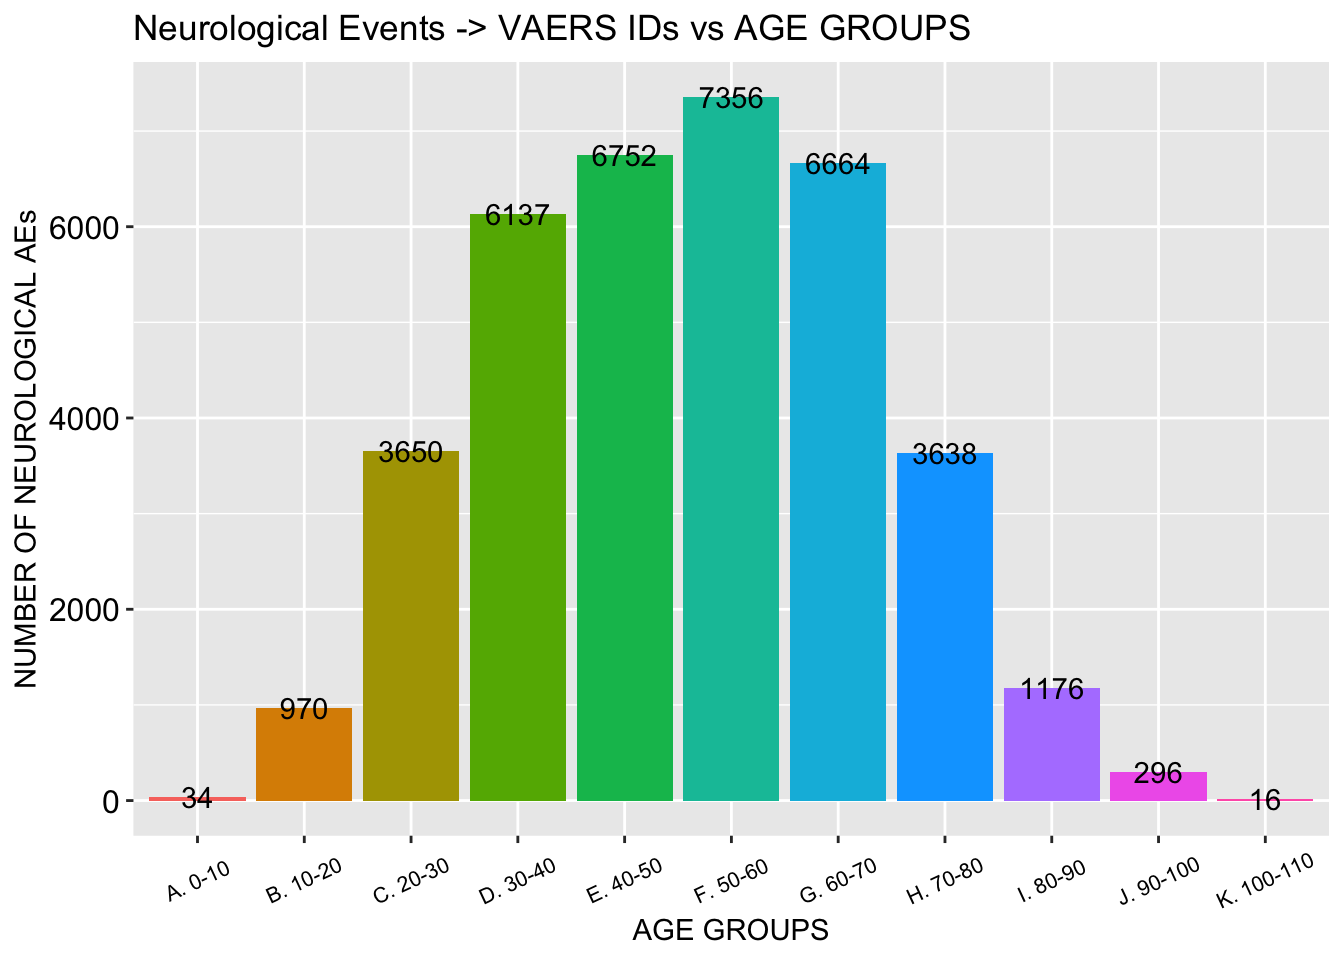 Neurological Events -> VAERS IDs vs AGE GROUPS
NUMBER OF NEUROLOGICAL AEs
6000
4000
2000
0
34
970
3650
6137
6752
7356
6664
3638
1176
296
16
A. 0-10
B. 10-20
C. 20-30
D. 30-40
E. 40-50
F. 50-60
G. 60-70
H. 70-80
I. 80-90
J. 90-100
K. 100-110
AGE GROUPS